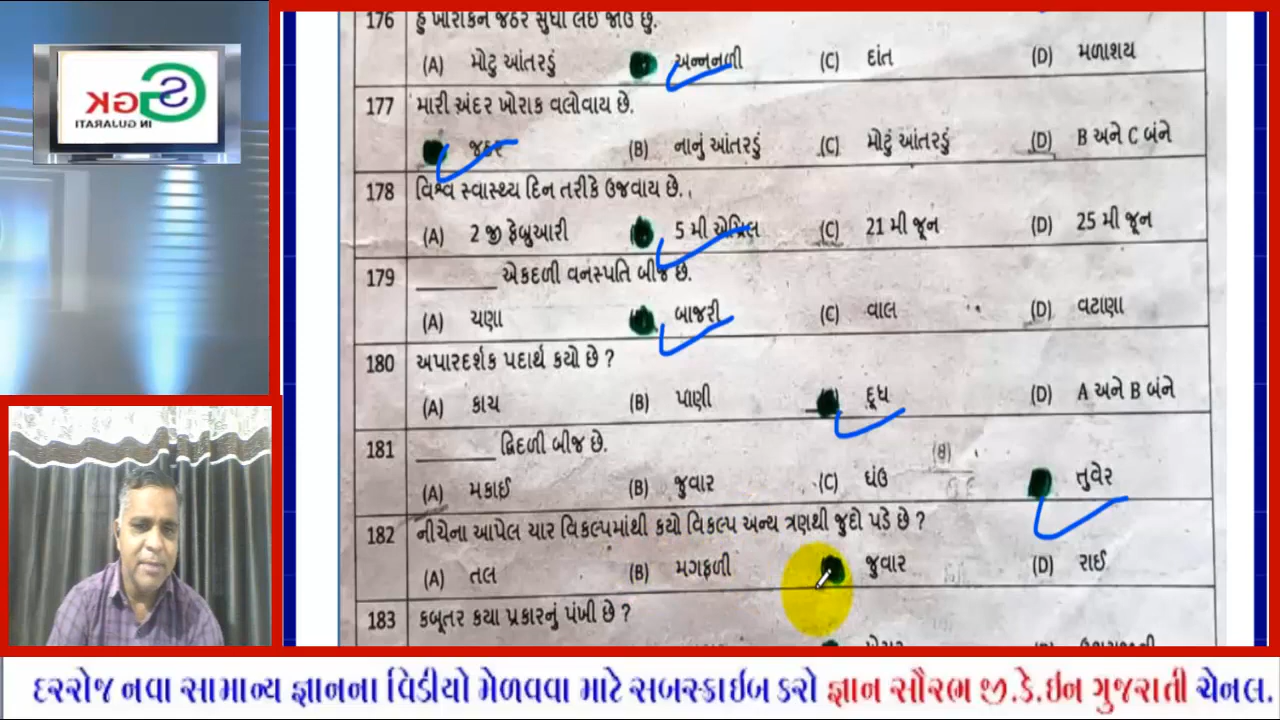 GSGK
IN GUJARATI
176 હું ખોરાકને જઠર સુધી લઈ જાઉં છું.
(A) મોટુ આંતરડું અન્નનળી (C) દાંત (D) મળાશય
177 મારી અંદર ખોરાક વલોવાય છે.
જઠર (B) નાનું આંતરડું (C) મોટું આંતરડું (D) B અને C બંને
178 વિશ્વ સ્વાસ્થ્ય દિન તરીકે ઉજવાય છે.
(A) 2 જી ફેબ્રુઆરી 5 મી એપ્રિલ (C) 21 મી જૂન (D) 25 મી જૂન
179 ______ એકદળી વનસ્પતિ બીજ છે.
(A) ચણા બાજરી (C) વાલ (D) વટાણા
180 અપારદર્શક પદાર્થ કયો છે ?
(A) કાચ (B) પાણી દૂધ (D) A અને B બંને
181 ______ દ્વિદળી બીજ છે.
(A) મકાઈ (B) જુવાર (C) ઘંઉ તુવેર
182 નીચેના આપેલ ચાર વિકલ્પમાંથી કયો વિકલ્પ અન્ય ત્રણથી જુદો પડે છે ?
(A) તલ (B) મગફળી જુવાર (D) રાઈ
183 કબૂતર કયા પ્રકારનું પંખી છે ?
દરરોજ નવા સામાન્ય જ્ઞાનના વિડીયો મેળવવા માટે સબસ્ક્રાઈબ કરો જ્ઞાન સૌરભ જી.કે.ઇન ગુજરાતી ચેનલ.